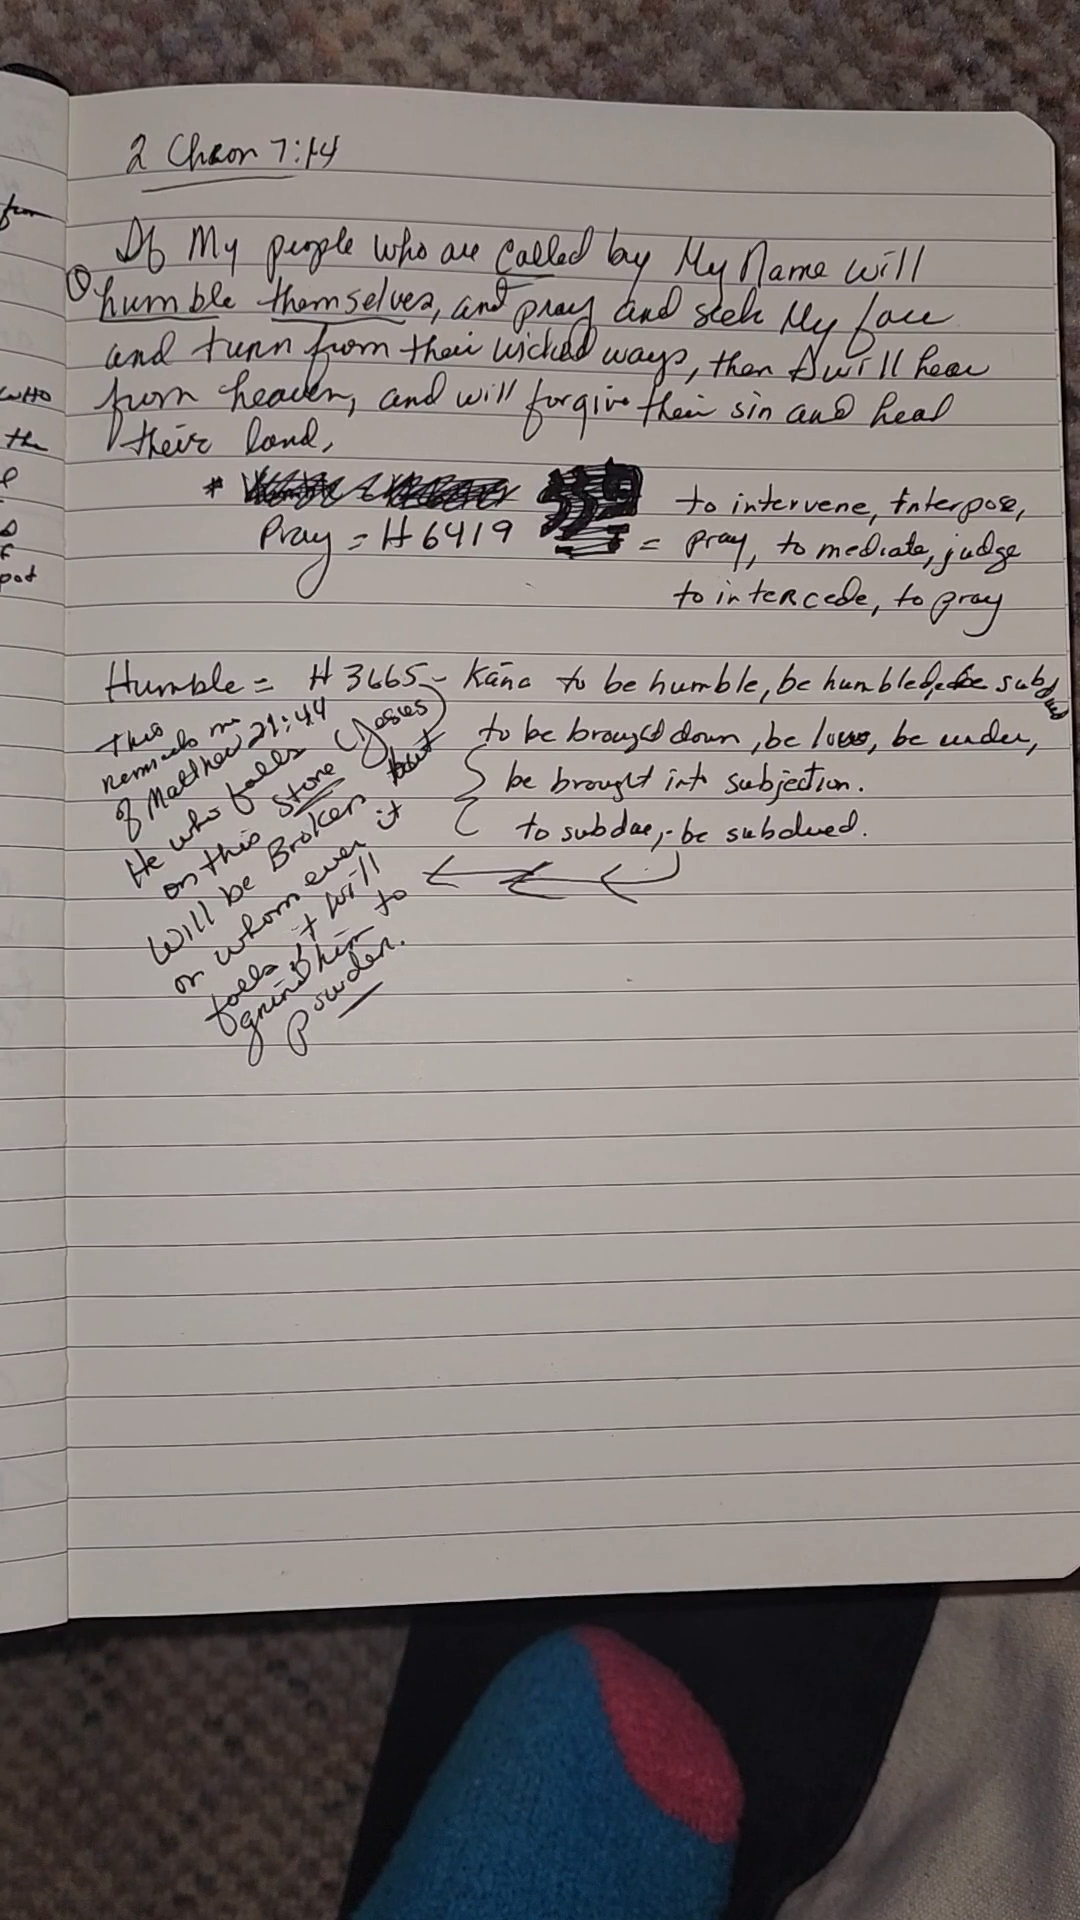 2 Chron 7:14
If My people who are called by My Name will
humble themselves, and pray and seek My face
and turn from their wicked ways, then I will hear
from heaven, and will forgive their sin and heal
their land.
* to intervene, Interpose,
Pray = H 6419 = pray, to mediate, judge
to intercede, to pray
Humble = H 3665 - Kana to be humble, be humbled, be subdued
to be brought down, be low, be under,
be brought into subjection.
to subdue, - be subdued.
This
reminds me
of Matthew 21:44
He who falls
on this Stone (Jesus)
will be Broken but
on whom ever it
falls it will
grind him to
powder.
from
WHO
the